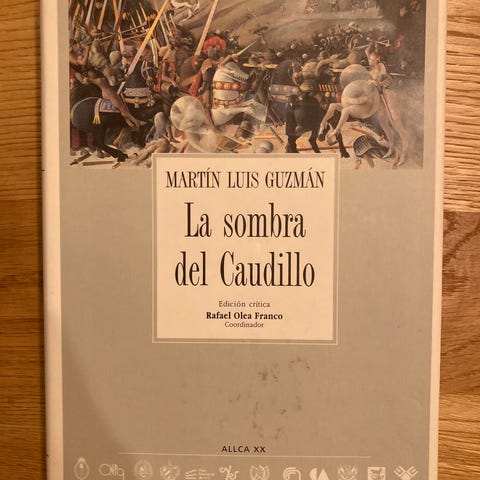 MARTÍN LUIS GUZMÁN
La sombra
del Caudillo
Edición crítica
Rafael Olea Franco
Coordinador
ALLCA XX